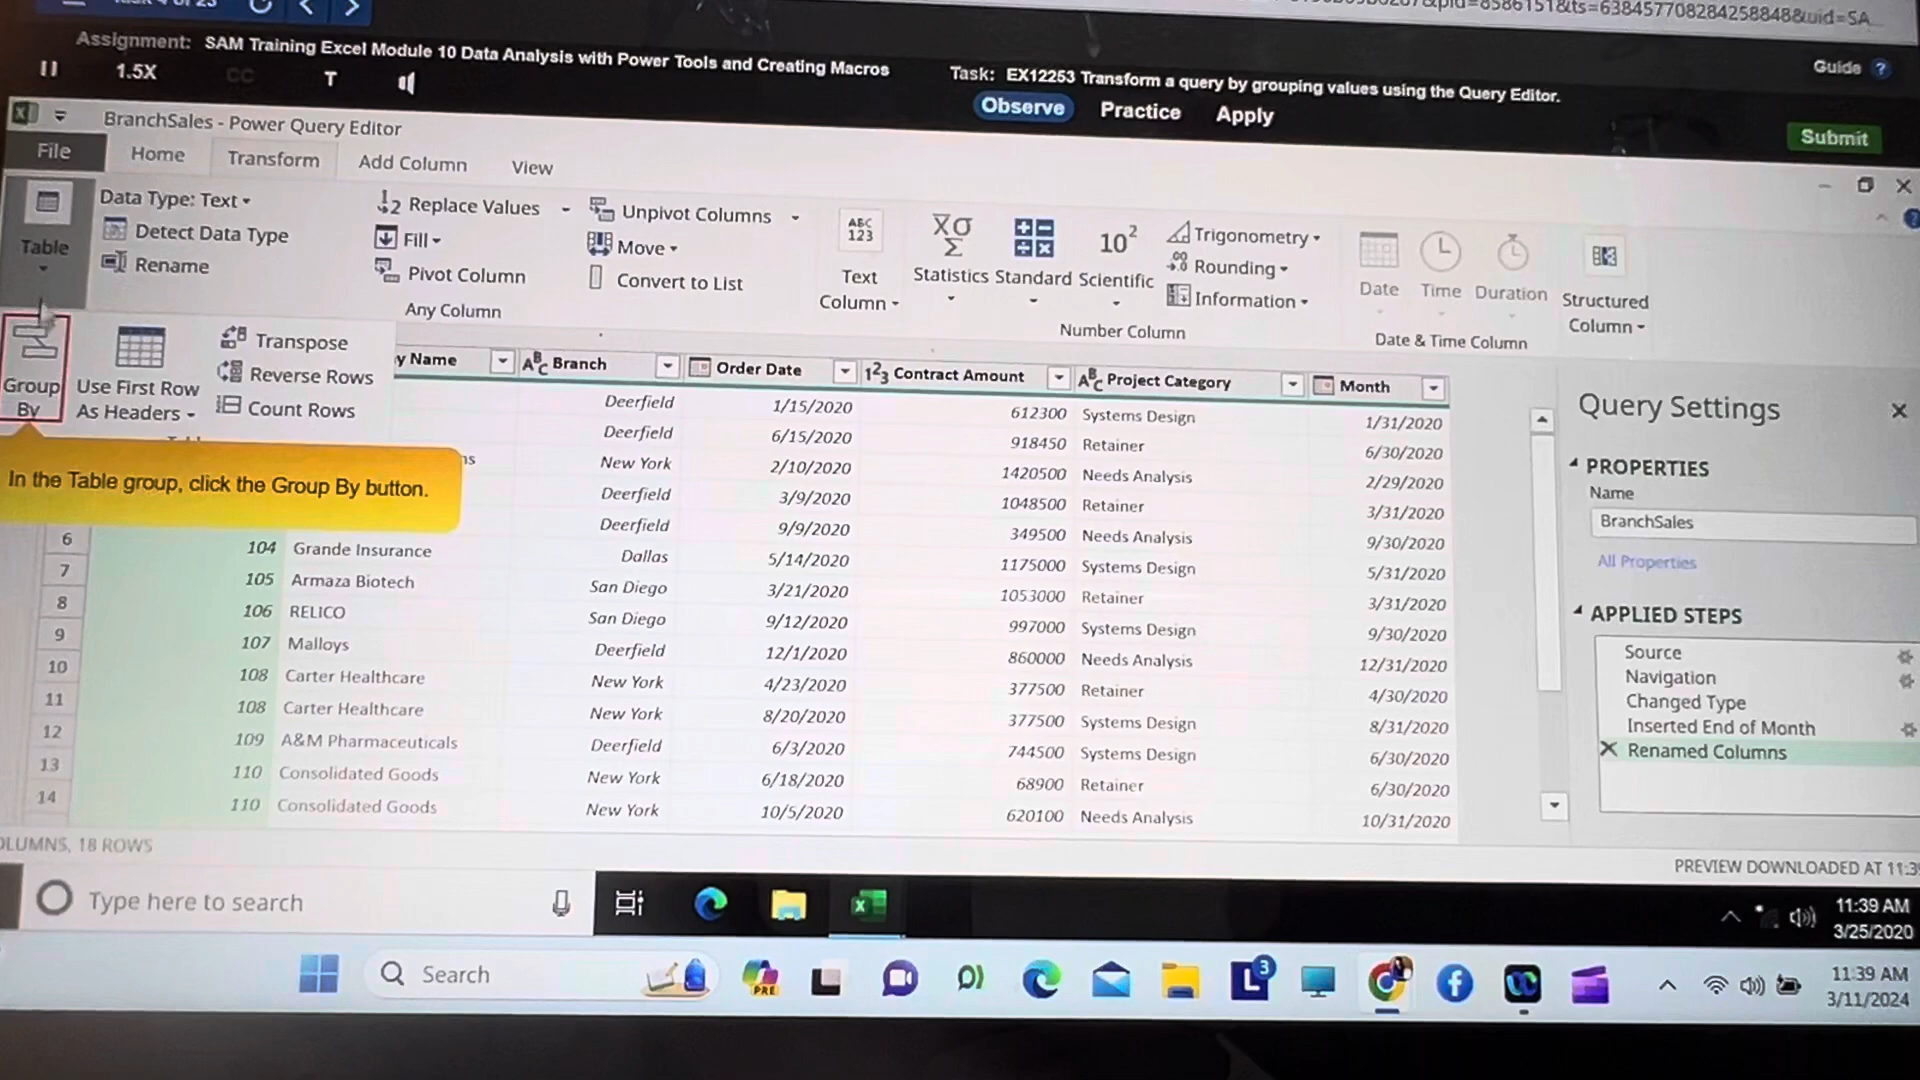 Assignment: SAM Training Excel Module 10 Data Analysis with Power Tools and Creating Macros
Task: EX12253 Transform a query by grouping values using the Query Editor.
Guide ?
1.5X CC T
Observe Practice Apply
Submit
BranchSales - Power Query Editor
File Home Transform Add Column View
Table
Data Type: Text
Detect Data Type
Rename
Replace Values
Fill
Pivot Column
Unpivot Columns
Move
Convert to List
Any Column
ABC
123
Text
Column
Statistics Standard Scientific
10²
Trigonometry
Rounding
Information
Number Column
Date Time Duration
Date & Time Column
Structured
Column
Group
By
Use First Row
As Headers
Transpose
Reverse Rows
Count Rows
In the Table group, click the Group By button.
y Name Branch Order Date Contract Amount Project Category Month
Deerfield 1/15/2020 612300 Systems Design 1/31/2020
Deerfield 6/15/2020 918450 Retainer 6/30/2020
ns New York 2/10/2020 1420500 Needs Analysis 2/29/2020
Deerfield 3/9/2020 1048500 Retainer 3/31/2020
Deerfield 9/9/2020 349500 Needs Analysis 9/30/2020
6 104 Grande Insurance Dallas 5/14/2020 1175000 Systems Design 5/31/2020
7 105 Armaza Biotech San Diego 3/21/2020 1053000 Retainer 3/31/2020
8 106 RELICO San Diego 9/12/2020 997000 Systems Design 9/30/2020
9 107 Malloys Deerfield 12/1/2020 860000 Needs Analysis 12/31/2020
10 108 Carter Healthcare New York 4/23/2020 377500 Retainer 4/30/2020
11 108 Carter Healthcare New York 8/20/2020 377500 Systems Design 8/31/2020
12 109 A&M Pharmaceuticals Deerfield 6/3/2020 744500 Systems Design 6/30/2020
13 110 Consolidated Goods New York 6/18/2020 68900 Retainer 6/30/2020
14 110 Consolidated Goods New York 10/5/2020 620100 Needs Analysis 10/31/2020
Query Settings
PROPERTIES
Name
BranchSales
All Properties
APPLIED STEPS
Source
Navigation
Changed Type
Inserted End of Month
Renamed Columns
OLUMNS, 18 ROWS
PREVIEW DOWNLOADED AT 11:3
Type here to search
11:39 AM
3/25/2020
Search
PRE
L 3
11:39 AM
3/11/2024